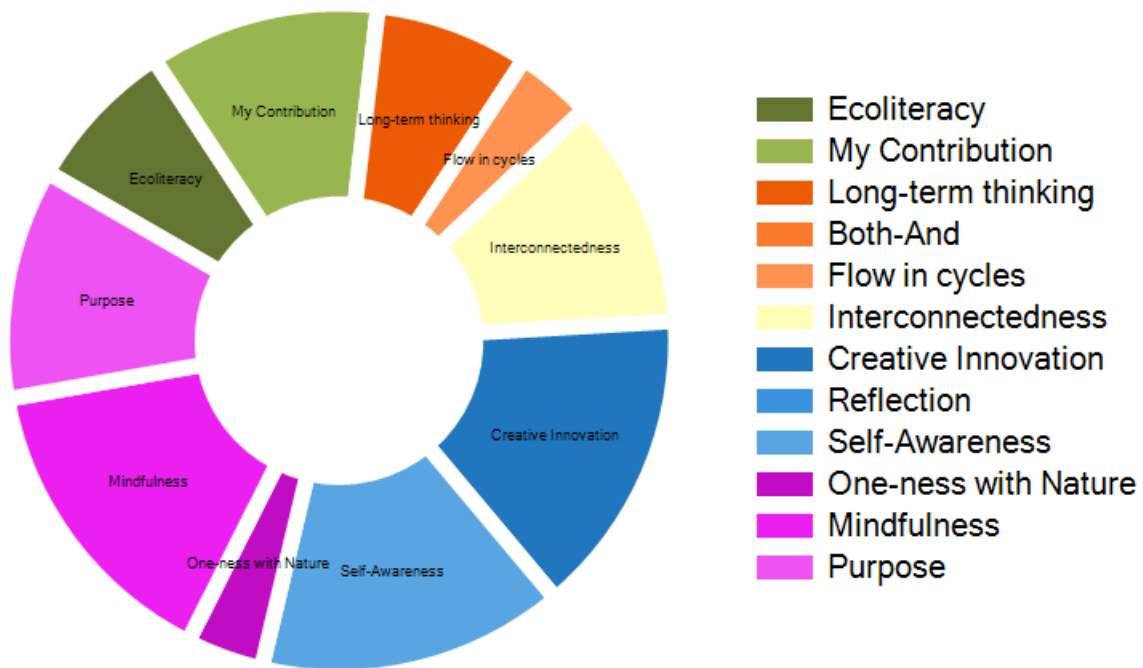 My Contribution
Long-term thinking
Flow in cycles
Ecoliteracy
Interconnectedness
Purpose
Creative Innovation
Mindfulness
One-ness with Nature
Self-Awareness
Ecoliteracy
My Contribution
Long-term thinking
Both-And
Flow in cycles
Interconnectedness
Creative Innovation
Reflection
Self-Awareness
One-ness with Nature
Mindfulness
Purpose